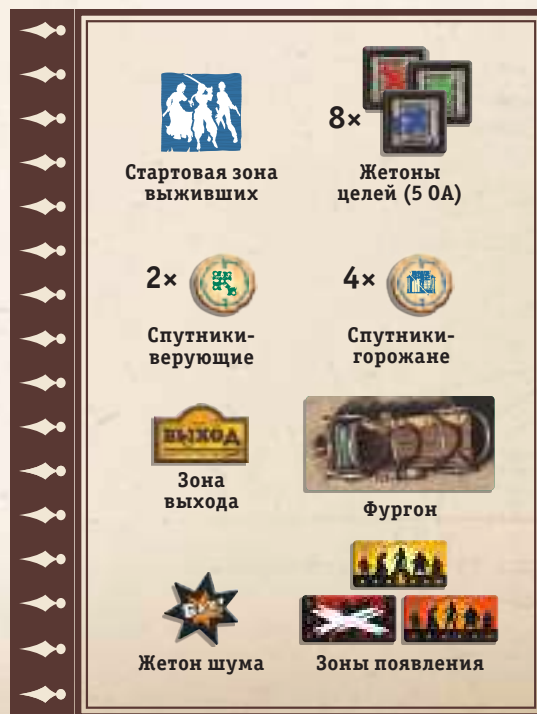 Стартовая зона
выживших
8×
Жетоны
целей (5 ОА)
2×
Спутники-
верующие
4×
Спутники-
горожане
ВЫХОД
Зона
выхода
Фургон
Жетон шума
Зоны появления